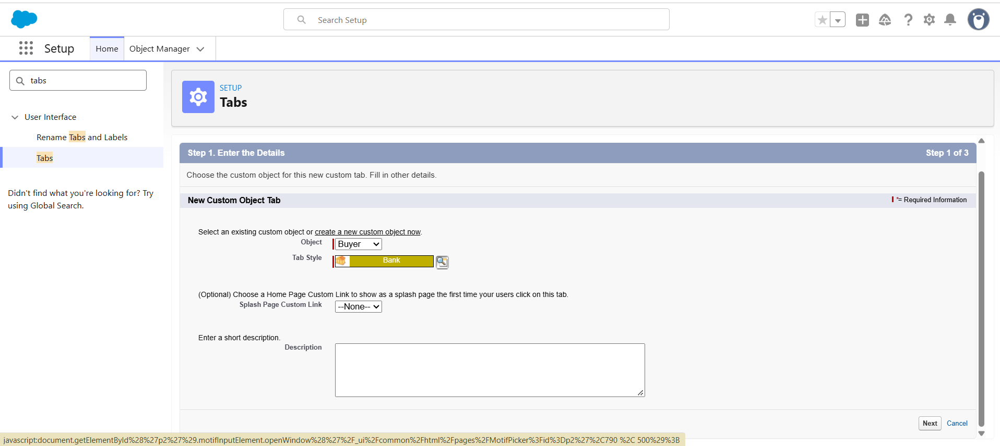 Search Setup
Setup
Home
Object Manager
tabs
User Interface
Rename Tabs and Labels
Tabs
Didn't find what you're looking for? Try
using Global Search.
SETUP
Tabs
Step 1. Enter the Details
Step 1 of 3
Choose the custom object for this new custom tab. Fill in other details.
New Custom Object Tab
*= Required Information
Select an existing custom object or create a new custom object now.
Object
Buyer
Tab Style
Bank
(Optional) Choose a Home Page Custom Link to show as a splash page the first time your users click on this tab.
Splash Page Custom Link
--None--
Enter a short description.
Description
Next
Cancel
javascript:document.getElementById%28%27p2%27%29.motifInputElement.openWindow%28%27%2F_ui%2Fcommon%2Fhtml%2Fpages%2FMotifPicker%3Fid%3Dp2%27%2C790 %2C 500%29%3B